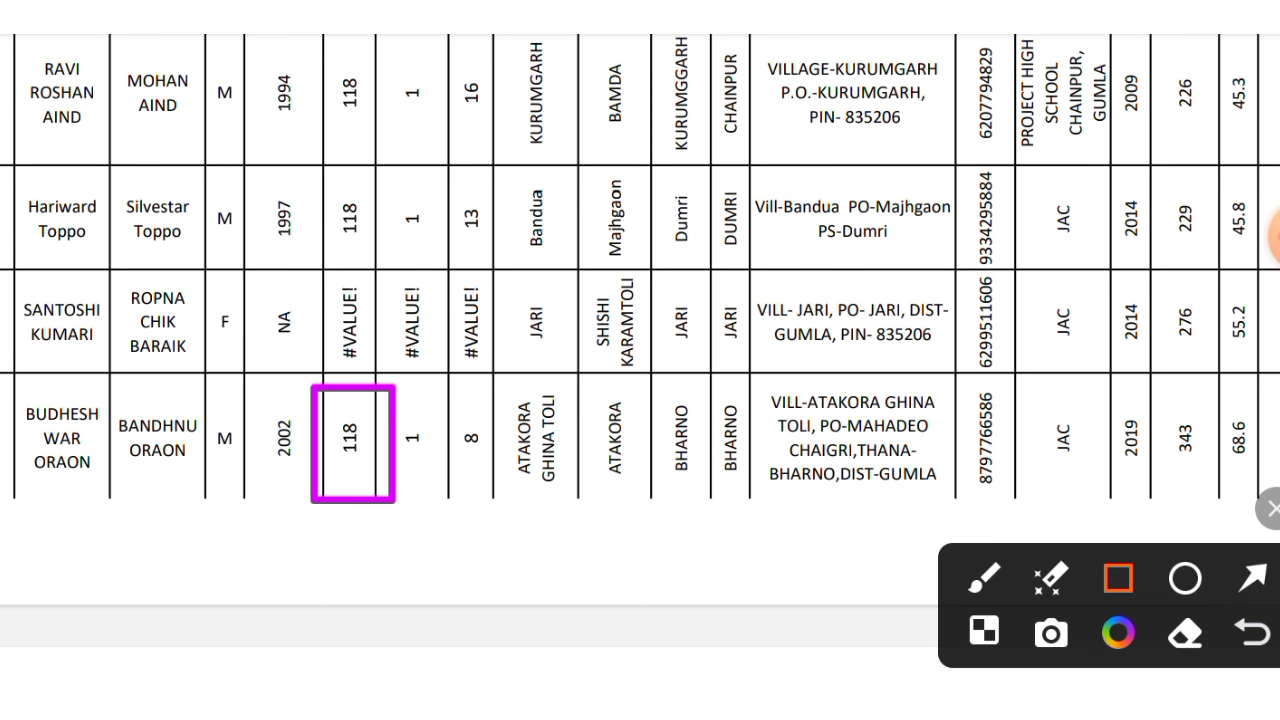 RAVI
ROSHAN
AIND
MOHAN
AIND
M
1994
118
1
16
KURUMGARH
BAMDA
KURUMGGARH
CHAINPUR
VILLAGE-KURUMGARH
P.O.-KURUMGARH,
PIN- 835206
6207794829
PROJECT HIGH
SCHOOL
CHAINPUR,
GUMLA
2009
226
45.3
Hariward
Toppo
Silvestar
Toppo
M
1997
118
1
13
Bandua
Majhgaon
Dumri
DUMRI
Vill-Bandua PO-Majhgaon
PS-Dumri
9334295884
JAC
2014
229
45.8
SANTOSHI
KUMARI
ROPNA
CHIK
BARAIK
F
NA
#VALUE!
#VALUE!
#VALUE!
JARI
SHISHI
KARAMTOLI
JARI
JARI
VILL- JARI, PO- JARI, DIST-
GUMLA, PIN- 835206
6299511606
JAC
2014
276
55.2
BUDHESH
WAR
ORAON
BANDHNU
ORAON
M
2002
118
1
8
ATAKORA
GHINA TOLI
ATAKORA
BHARNO
BHARNO
VILL-ATAKORA GHINA
TOLI, PO-MAHADEO
CHAIGRI,THANA-
BHARNO,DIST-GUMLA
8797766586
JAC
2019
343
68.6